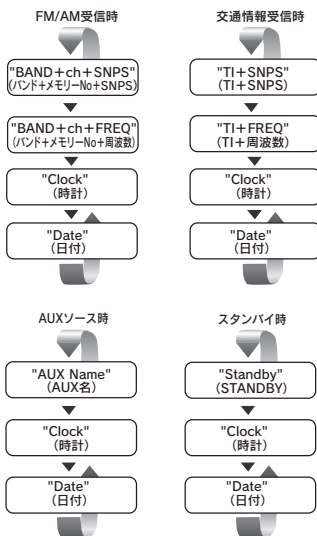 FM/AM受信時
"BAND+ch+SNPS"
(バンド+メモリーNo+SNPS)
"BAND+ch+FREQ"
(バンド+メモリーNo+周波数)
"Clock"
(時計)
"Date"
(日付)
交通情報受信時
"TI+SNPS"
(TI+SNPS)
"TI+FREQ"
(TI+周波数)
"Clock"
(時計)
"Date"
(日付)
AUXソース時
"AUX Name"
(AUX名)
"Clock"
(時計)
"Date"
(日付)
スタンバイ時
"Standby"
(STANDBY)
"Clock"
(時計)
"Date"
(日付)